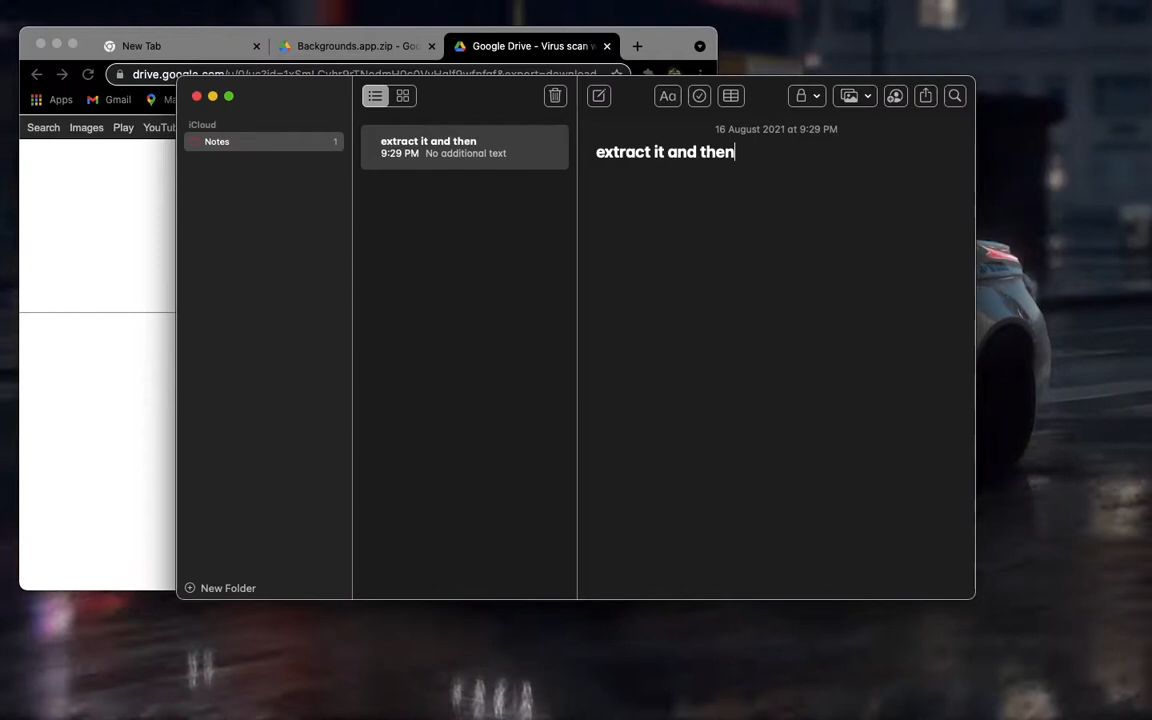 New Tab
Backgrounds.app.zip - Goo
Google Drive - Virus scan w
Apps
Gmail
Search
Images
Play
iCloud
Notes
1
extract it and then
9:29 PM No additional text
Aa
16 August 2021 at 9:29 PM
extract it and then
New Folder